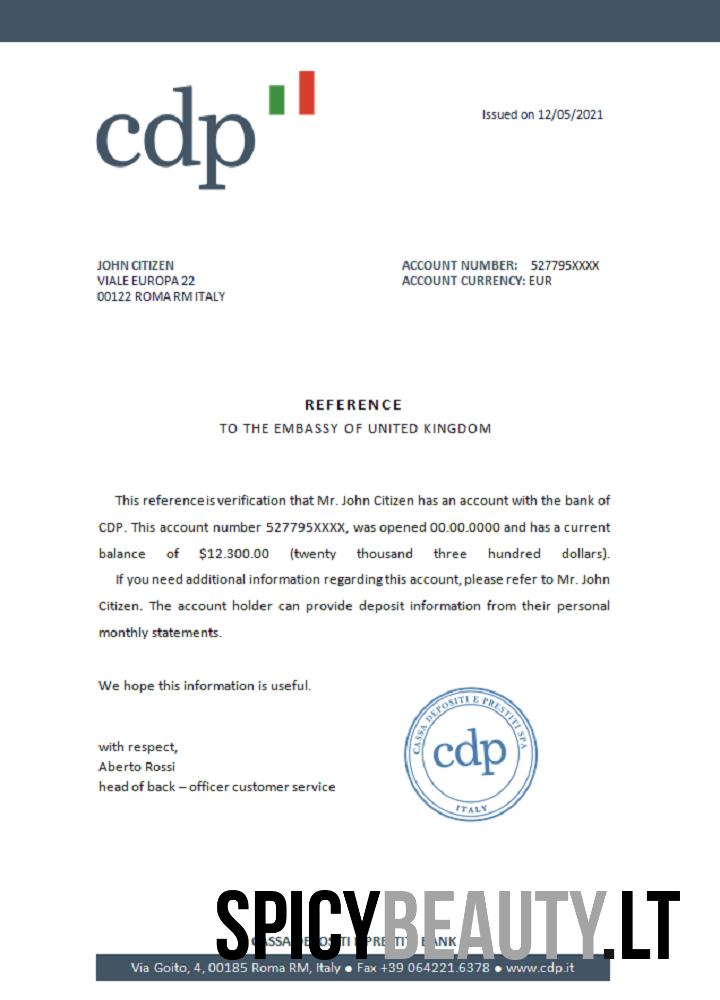 cdp
Issued on 12/05/2021
JOHN CITIZEN
VIALE EUROPA 22
00122 ROMA RM ITALY
ACCOUNT NUMBER: 527795XXXX
ACCOUNT CURRENCY: EUR
REFERENCE
TO THE EMBASSY OF UNITED KINGDOM
This reference is verification that Mr. John Citizen has an account with the bank of
CDP. This account number 527795XXXX, was opened 00.00.0000 and has a current
balance of $12.300.00 (twenty thousand three hundred dollars).
If you need additional information regarding this account, please refer to Mr. John
Citizen. The account holder can provide deposit information from their personal
monthly statements.
We hope this information is useful.
with respect,
Aberto Rossi
head of back – officer customer service
CASSA DEPOSITI E PRESTITI SPA
cdp
ITALY
SPICYBEAUTY.LT
CASSA DEPOSITI E PRESTITI BANK
Via Goito, 4, 00185 Roma RM, Italy ● Fax +39 064221.6378 ● www.cdp.it